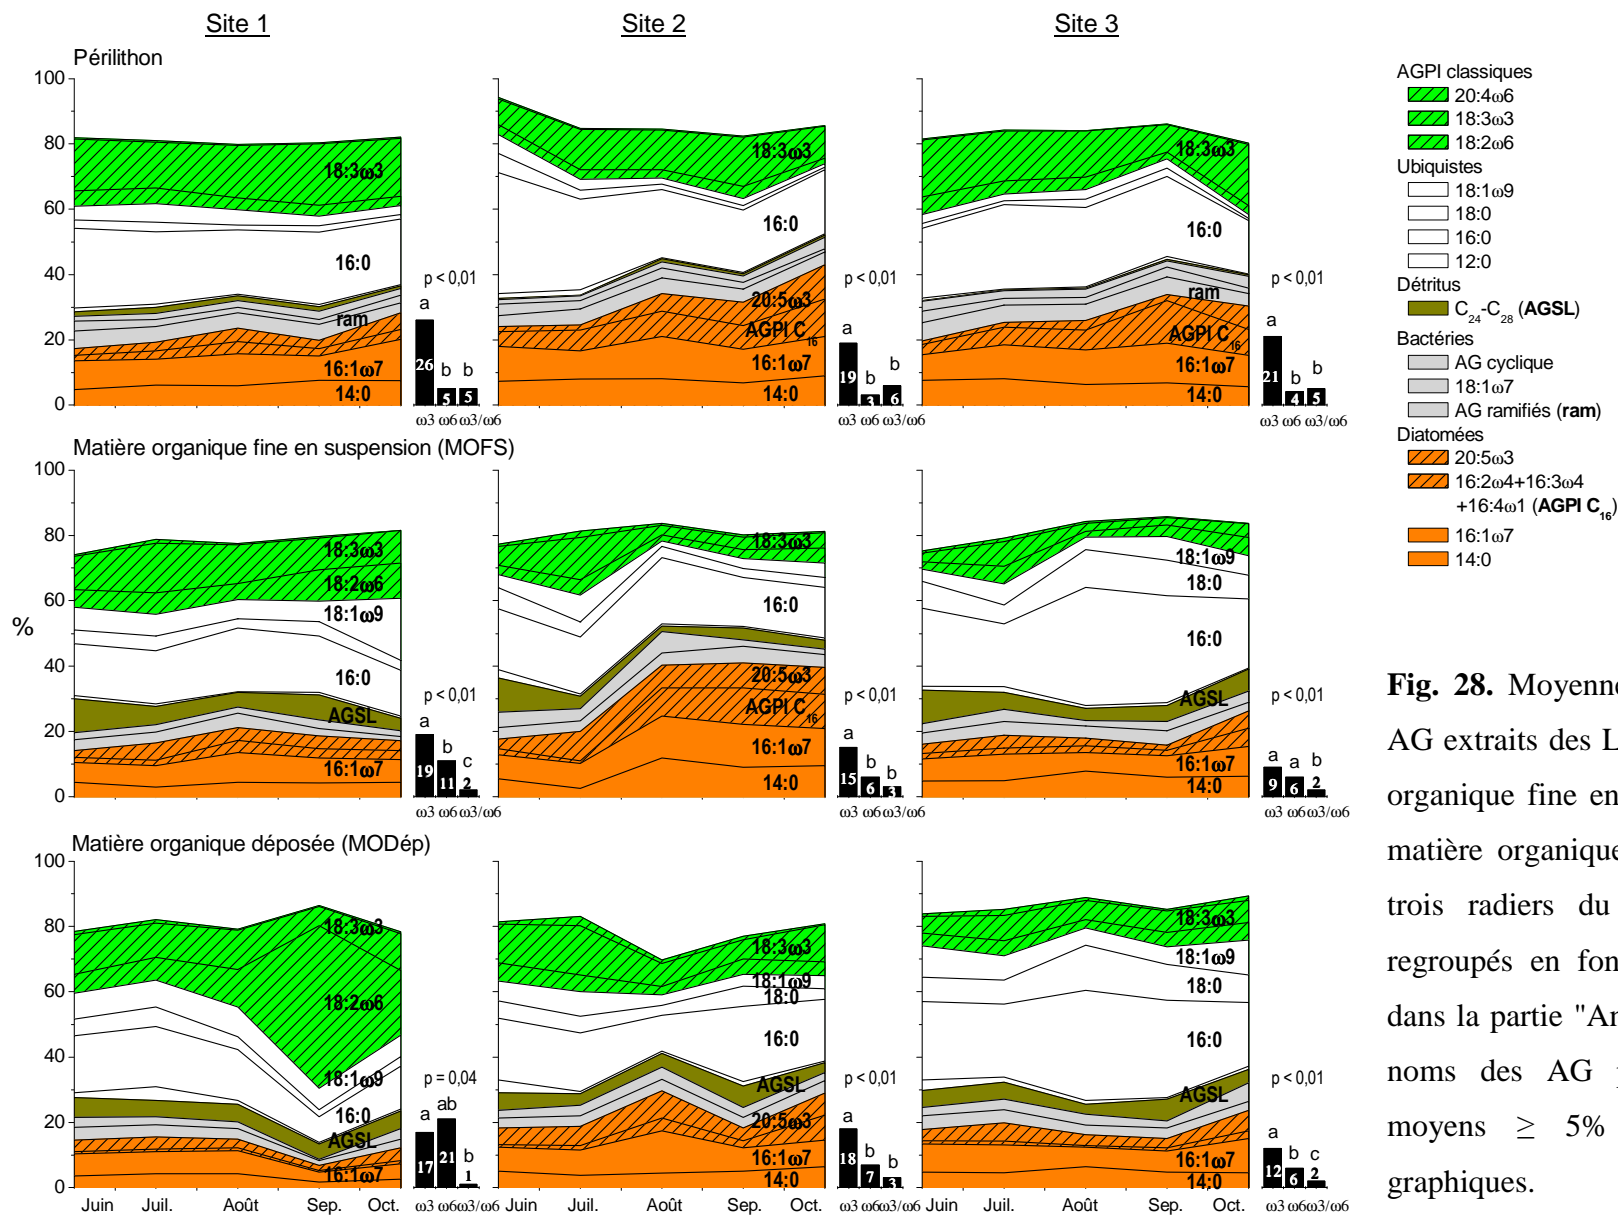 Site 1
Site 2
Site 3
Périlithon
100
80
60
40
20
0
18:3ω3
16:0
ram
16:1ω7
14:0
p < 0,01
a
b
b
26
5
5
ω3 ω6 ω3/ω6
18:3ω3
16:0
20:5ω3
AGPI C16
16:1ω7
14:0
p < 0,01
a
b
b
19
3
6
ω3 ω6 ω3/ω6
18:3ω3
16:0
ram
AGPI C16
16:1ω7
14:0
p < 0,01
a
b
b
21
4
5
ω3 ω6 ω3/ω6
Matière organique fine en suspension (MOFS)
100
80
60
%
40
20
0
18:3ω3
18:2ω6
18:1ω9
16:0
AGSL
16:1ω7
p < 0,01
a
b
c
19
11
2
ω3 ω6 ω3/ω6
18:3ω3
16:0
20:5ω3
AGPI C16
16:1ω7
14:0
p < 0,01
a
b
b
15
6
3
ω3 ω6 ω3/ω6
18:1ω9
18:0
16:0
AGSL
16:1ω7
14:0
p < 0,01
a
a
b
9
6
2
ω3 ω6 ω3/ω6
Matière organique déposée (MODép)
100
80
60
40
20
0
18:3ω3
18:2ω6
18:1ω9
16:0
AGSL
16:1ω7
p = 0,04
a
ab
b
17
21
1
Juin Juil. Août Sep. Oct.
ω3 ω6 ω3/ω6
18:3ω3
18:1ω9
18:0
16:0
AGSL
20:5ω3
16:1ω7
14:0
p < 0,01
a
b
b
18
7
3
Juin Juil. Août Sep. Oct.
ω3 ω6 ω3/ω6
18:3ω3
18:1ω9
18:0
16:0
AGSL
16:1ω7
14:0
p < 0,01
a
b
c
12
6
2
Juin Juil. Août Sep. Oct.
ω3 ω6 ω3/ω6
AGPI classiques
20:4ω6
18:3ω3
18:2ω6
Ubiquistes
18:1ω9
18:0
16:0
12:0
Détritus
C24-C28 (AGSL)
Bactéries
AG cyclique
18:1ω7
AG ramifiés (ram)
Diatomées
20:5ω3
16:2ω4+16:3ω4
+16:4ω1 (AGPI C16)
16:1ω7
14:0
Fig. 28. Moyenn
AG extraits des L
organique fine en
matière organique
trois radiers du
regroupés en fon
dans la partie "Ar
noms des AG
moyens ≥ 5%
graphiques.